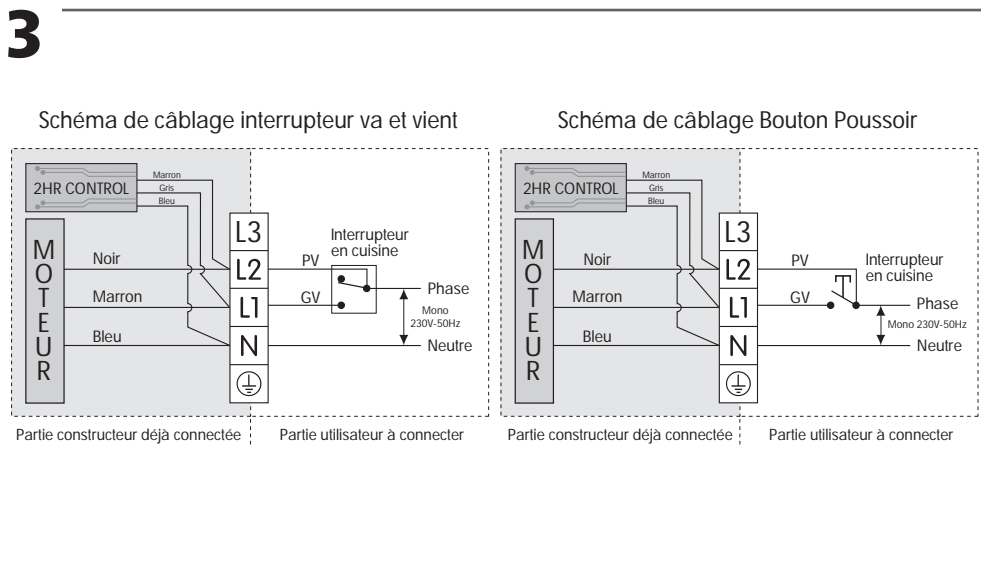 3
Schéma de câblage interrupteur va et vient
2HR CONTROL
Marron
Gris
Bleu
MOTEUR
Noir
Marron
Bleu
L3
L2
L1
N
PV
GV
Interrupteur
en cuisine
Phase
Mono
230V-50Hz
Neutre
Partie constructeur déjà connectée
Partie utilisateur à connecter
Schéma de câblage Bouton Poussoir
2HR CONTROL
Marron
Gris
Bleu
MOTEUR
Noir
Marron
Bleu
L3
L2
L1
N
PV
GV
Interrupteur
en cuisine
Phase
Mono 230V-50Hz
Neutre
Partie constructeur déjà connectée
Partie utilisateur à connecter